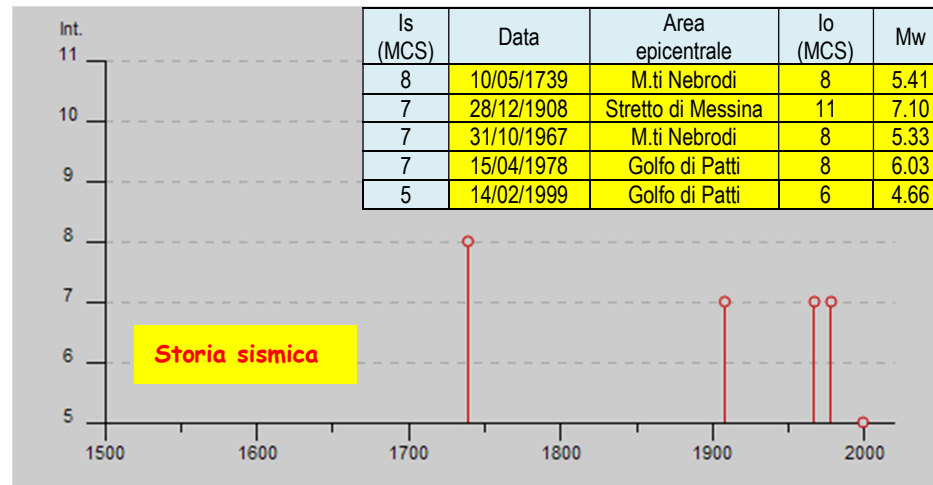 Int.
11
10
9
8
7
6
5
Is (MCS) Data Area epicentrale Io (MCS) Mw
8 10/05/1739 M.ti Nebrodi 8 5.41
7 28/12/1908 Stretto di Messina 11 7.10
7 31/10/1967 M.ti Nebrodi 8 5.33
7 15/04/1978 Golfo di Patti 8 6.03
5 14/02/1999 Golfo di Patti 6 4.66
Storia sismica
1500 1600 1700 1800 1900 2000